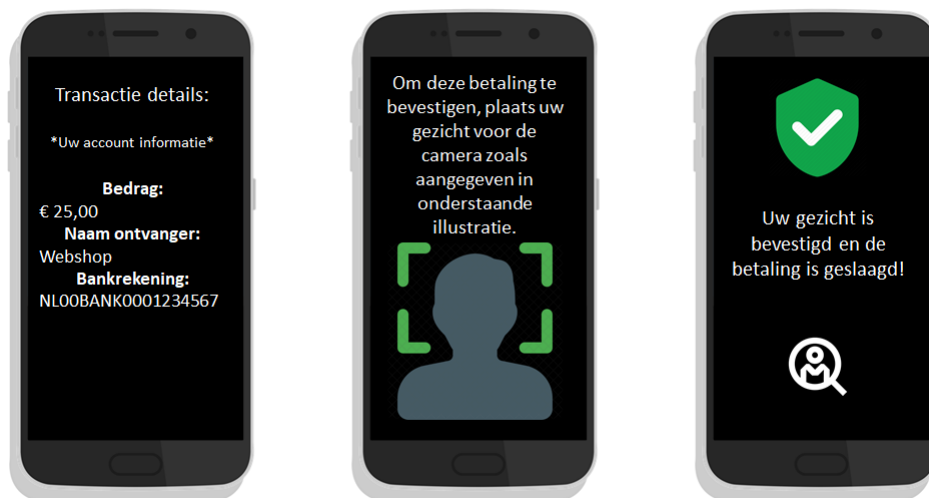 Transactie details:
*Uw account informatie*
Bedrag:
€ 25,00
Naam ontvanger:
Webshop
Bankrekening:
NL00BANK0001234567
Om deze betaling te
bevestigen, plaats uw
gezicht voor de
camera zoals
aangegeven in
onderstaande
illustratie.
Uw gezicht is
bevestigd en de
betaling is geslaagd!